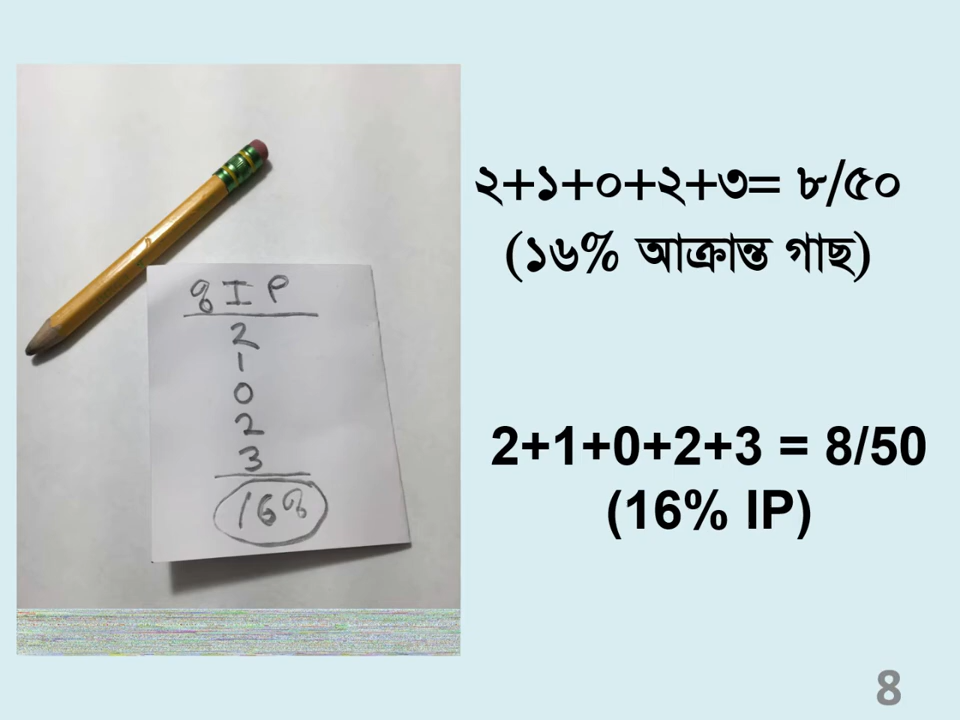 % I P
2
1
0
2
3
16%
২+১+০+২+৩= ৮/৫০
(১৬% আক্রান্ত গাছ)
2+1+0+2+3 = 8/50
(16% IP)
8